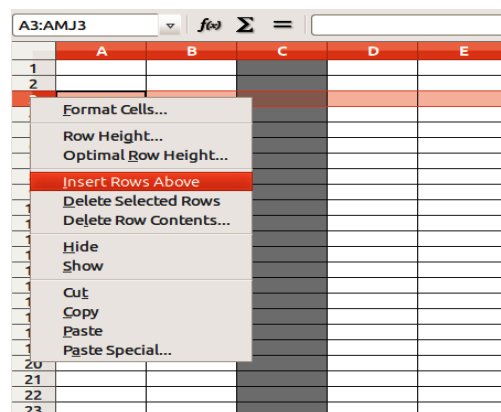 A3:AMJ3 f(x) Σ =
A B C D E
1
2
Format Cells...
Row Height...
Optimal Row Height...
Insert Rows Above
Delete Selected Rows
Delete Row Contents...
Hide
Show
Cut
Copy
Paste
Paste Special...
20
21
22
23